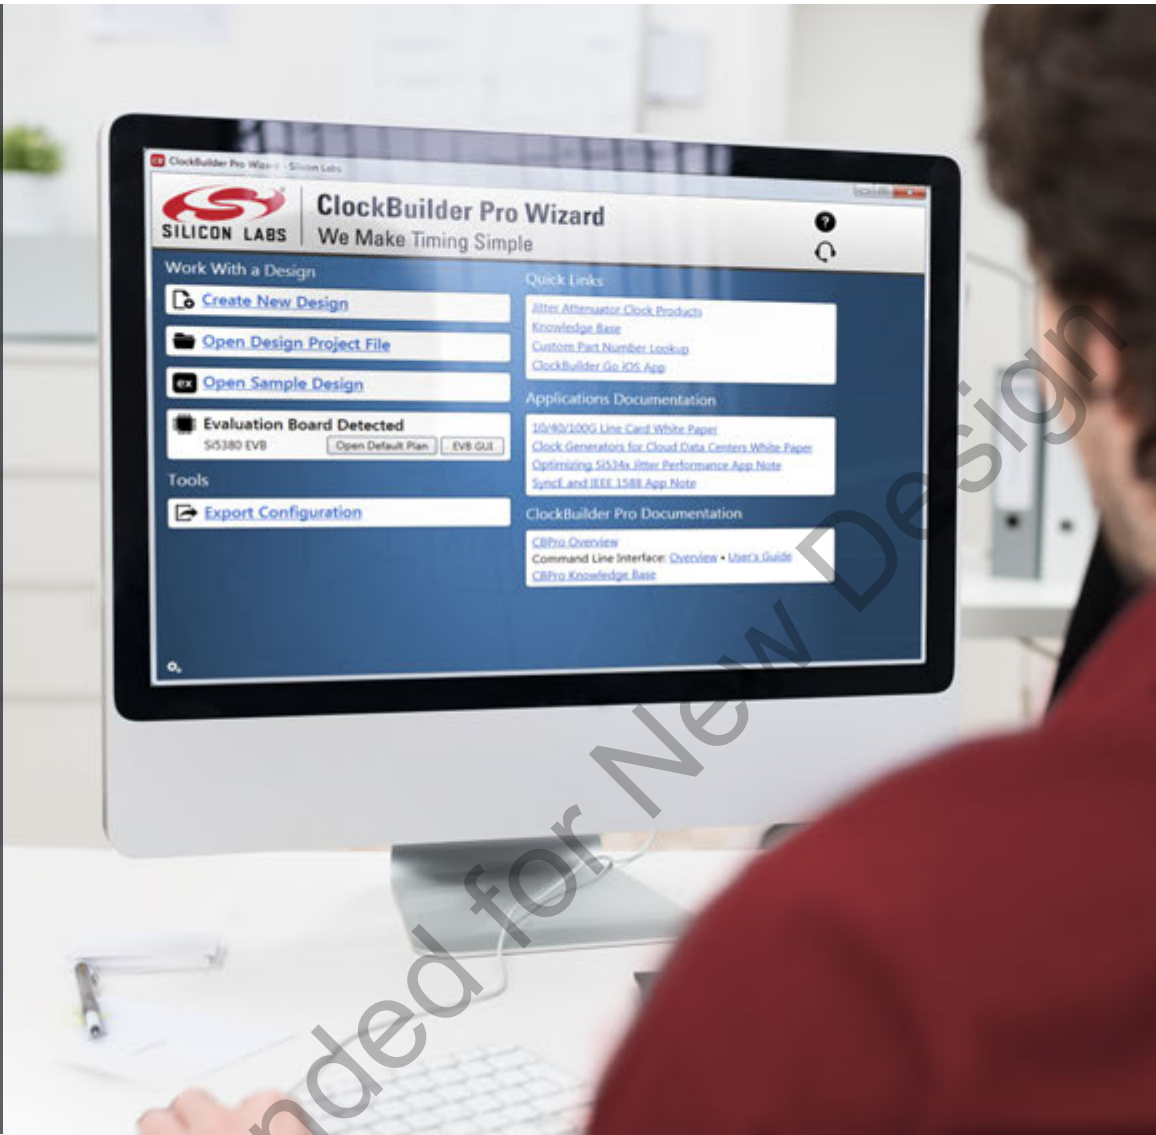 ClockBuilder Pro Wizard - Silicon Labs
SILICON LABS
ClockBuilder Pro Wizard
We Make Timing Simple
Work With a Design
Create New Design
Open Design Project File
ex Open Sample Design
Evaluation Board Detected
Si5380 EVB Open Default Plan EVB GUI
Tools
Export Configuration
Quick Links
Jitter Attenuator Clock Products
Knowledge Base
Custom Part Number Lookup
ClockBuilder Go iOS App
Applications Documentation
10/40/100G Line Card White Paper
Clock Generators for Cloud Data Centers White Paper
Optimizing Si534x Jitter Performance App Note
SyncE and IEEE 1588 App Note
ClockBuilder Pro Documentation
CBPro Overview
Command Line Interface: Overview • User's Guide
CBPro Knowledge Base
nded for New Design